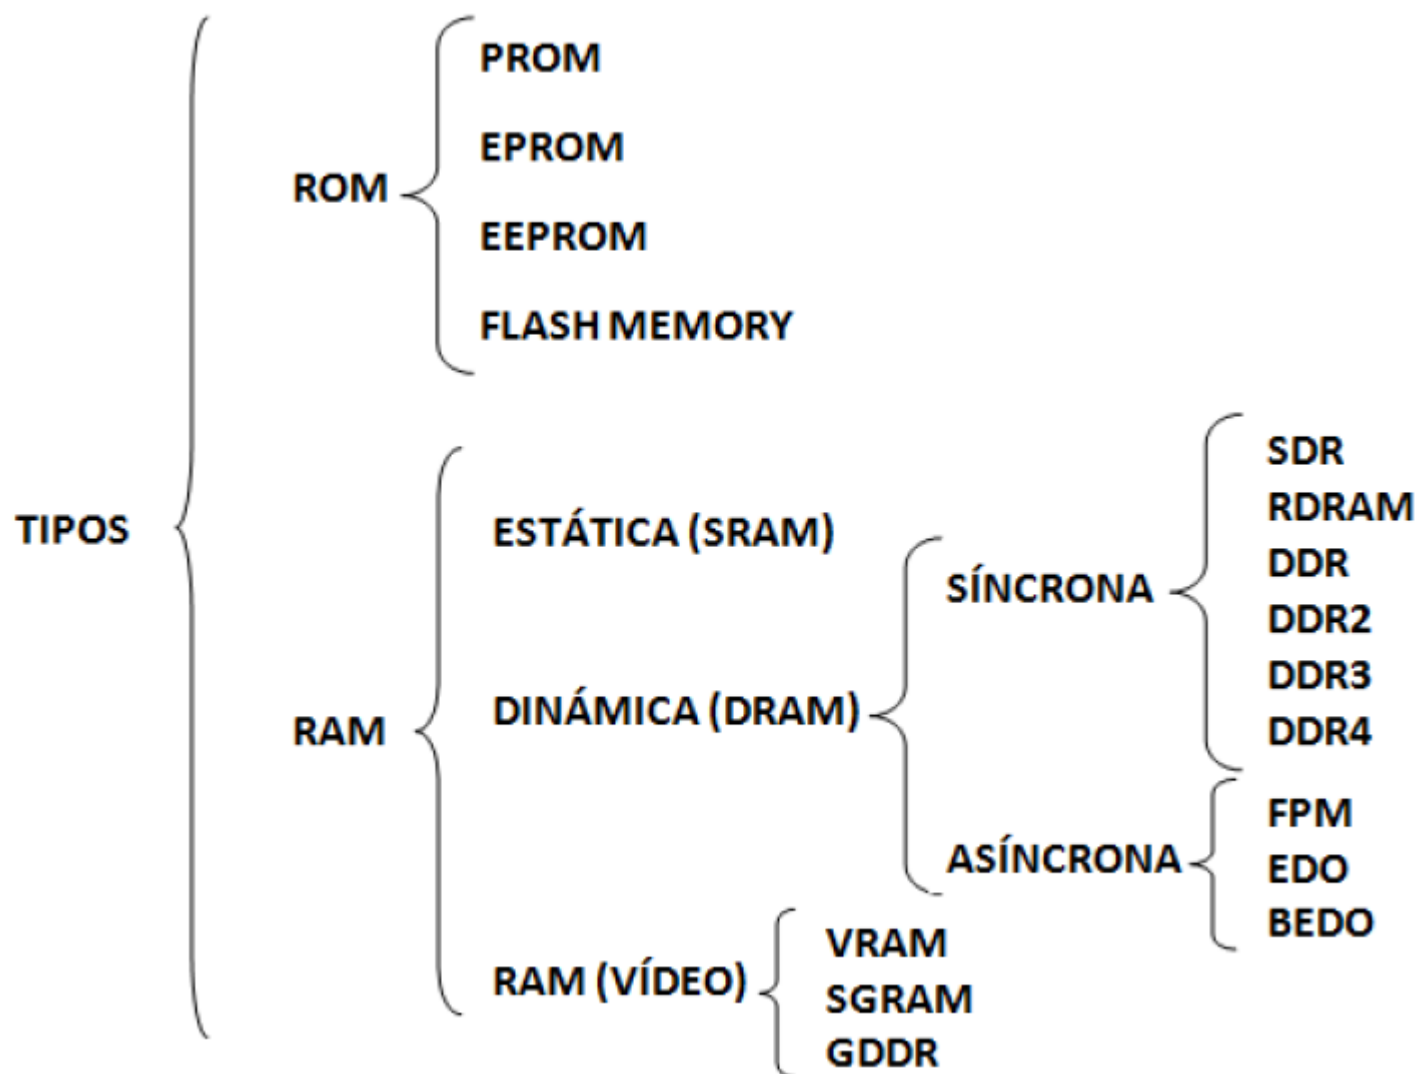 TIPOS
ROM
PROM
EPROM
EEPROM
FLASH MEMORY
RAM
ESTÁTICA (SRAM)
DINÁMICA (DRAM)
SÍNCRONA
SDR
RDRAM
DDR
DDR2
DDR3
DDR4
ASÍNCRONA
FPM
EDO
BEDO
RAM (VÍDEO)
VRAM
SGRAM
GDDR